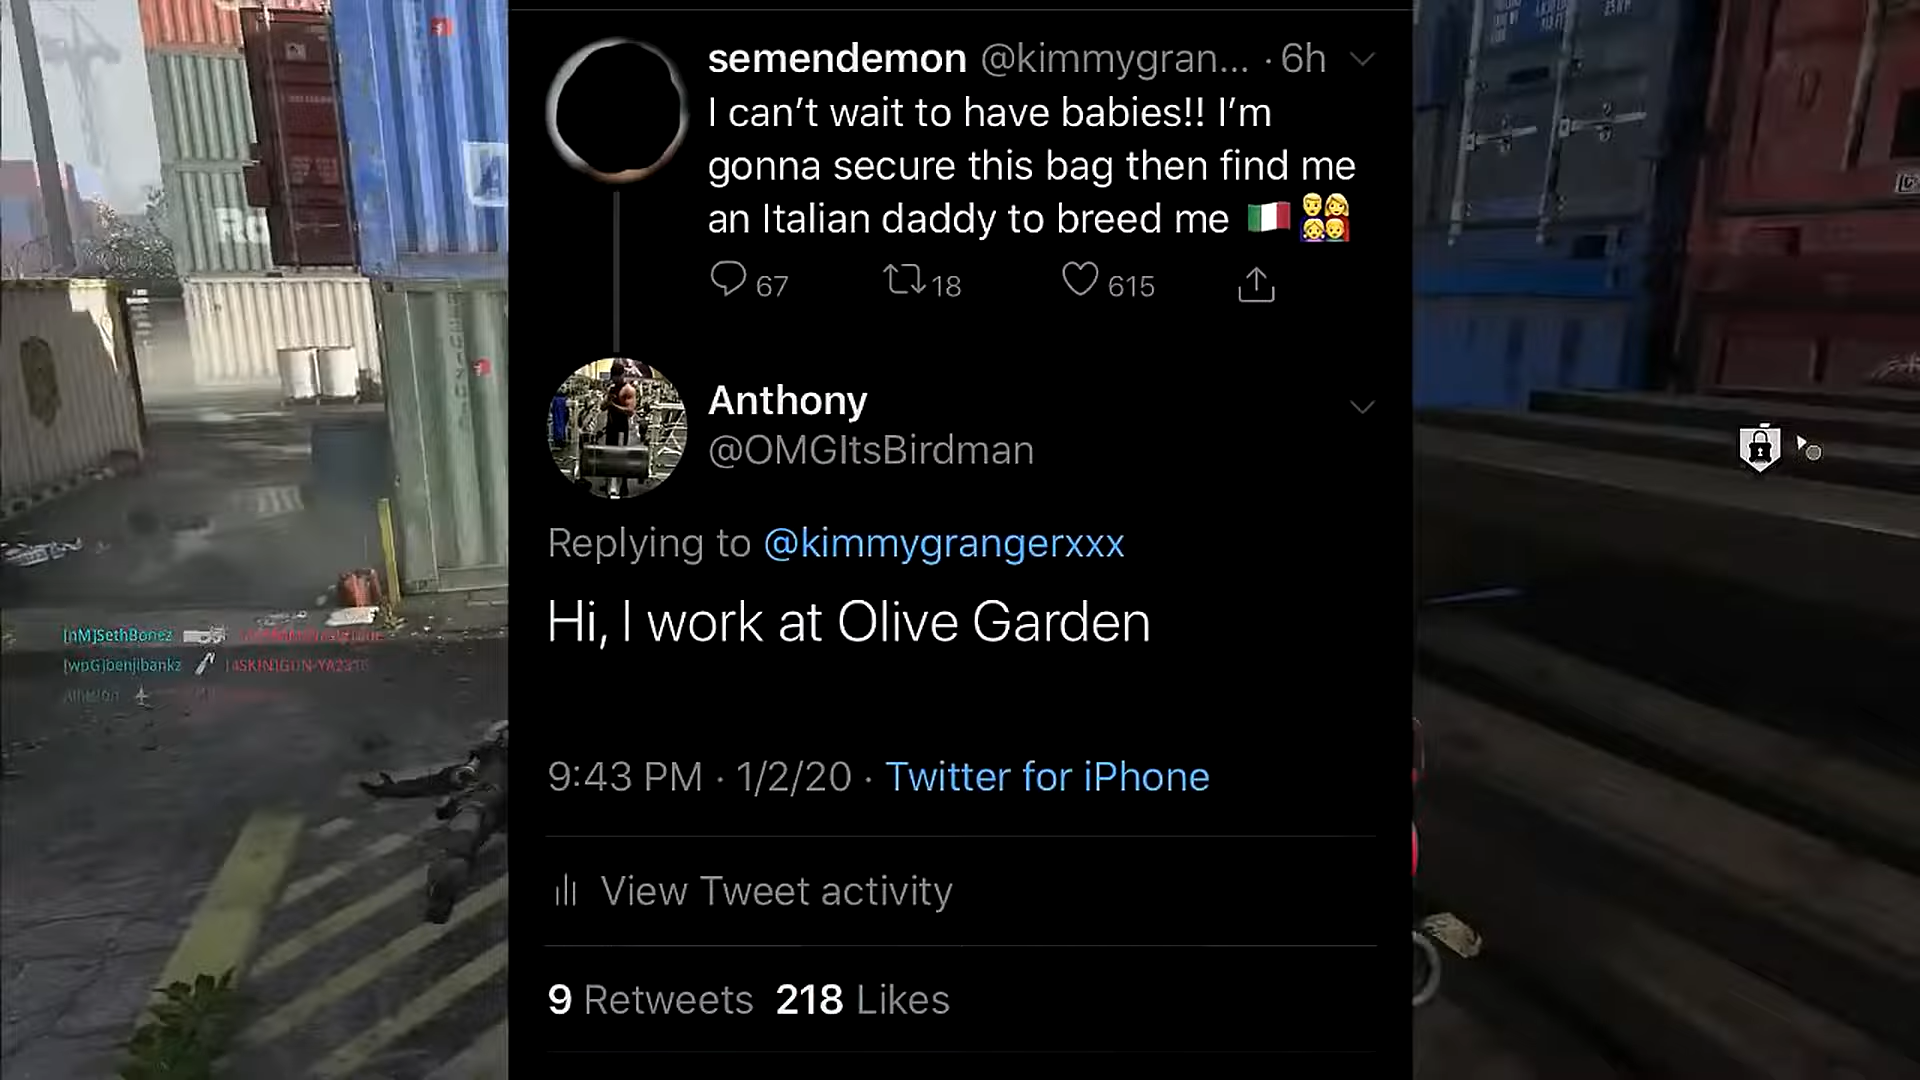 semendemon @kimmygran... · 6h
I can’t wait to have babies!! I’m
gonna secure this bag then find me
an Italian daddy to breed me 🇮🇹 👨‍👩‍👧‍👦
67 18 615
Anthony
@OMGItsBirdman
Replying to @kimmygrangerxxx
Hi, I work at Olive Garden
9:43 PM · 1/2/20 · Twitter for iPhone
View Tweet activity
9 Retweets 218 Likes
[nM]SethBonez
[wpG]benjibankz